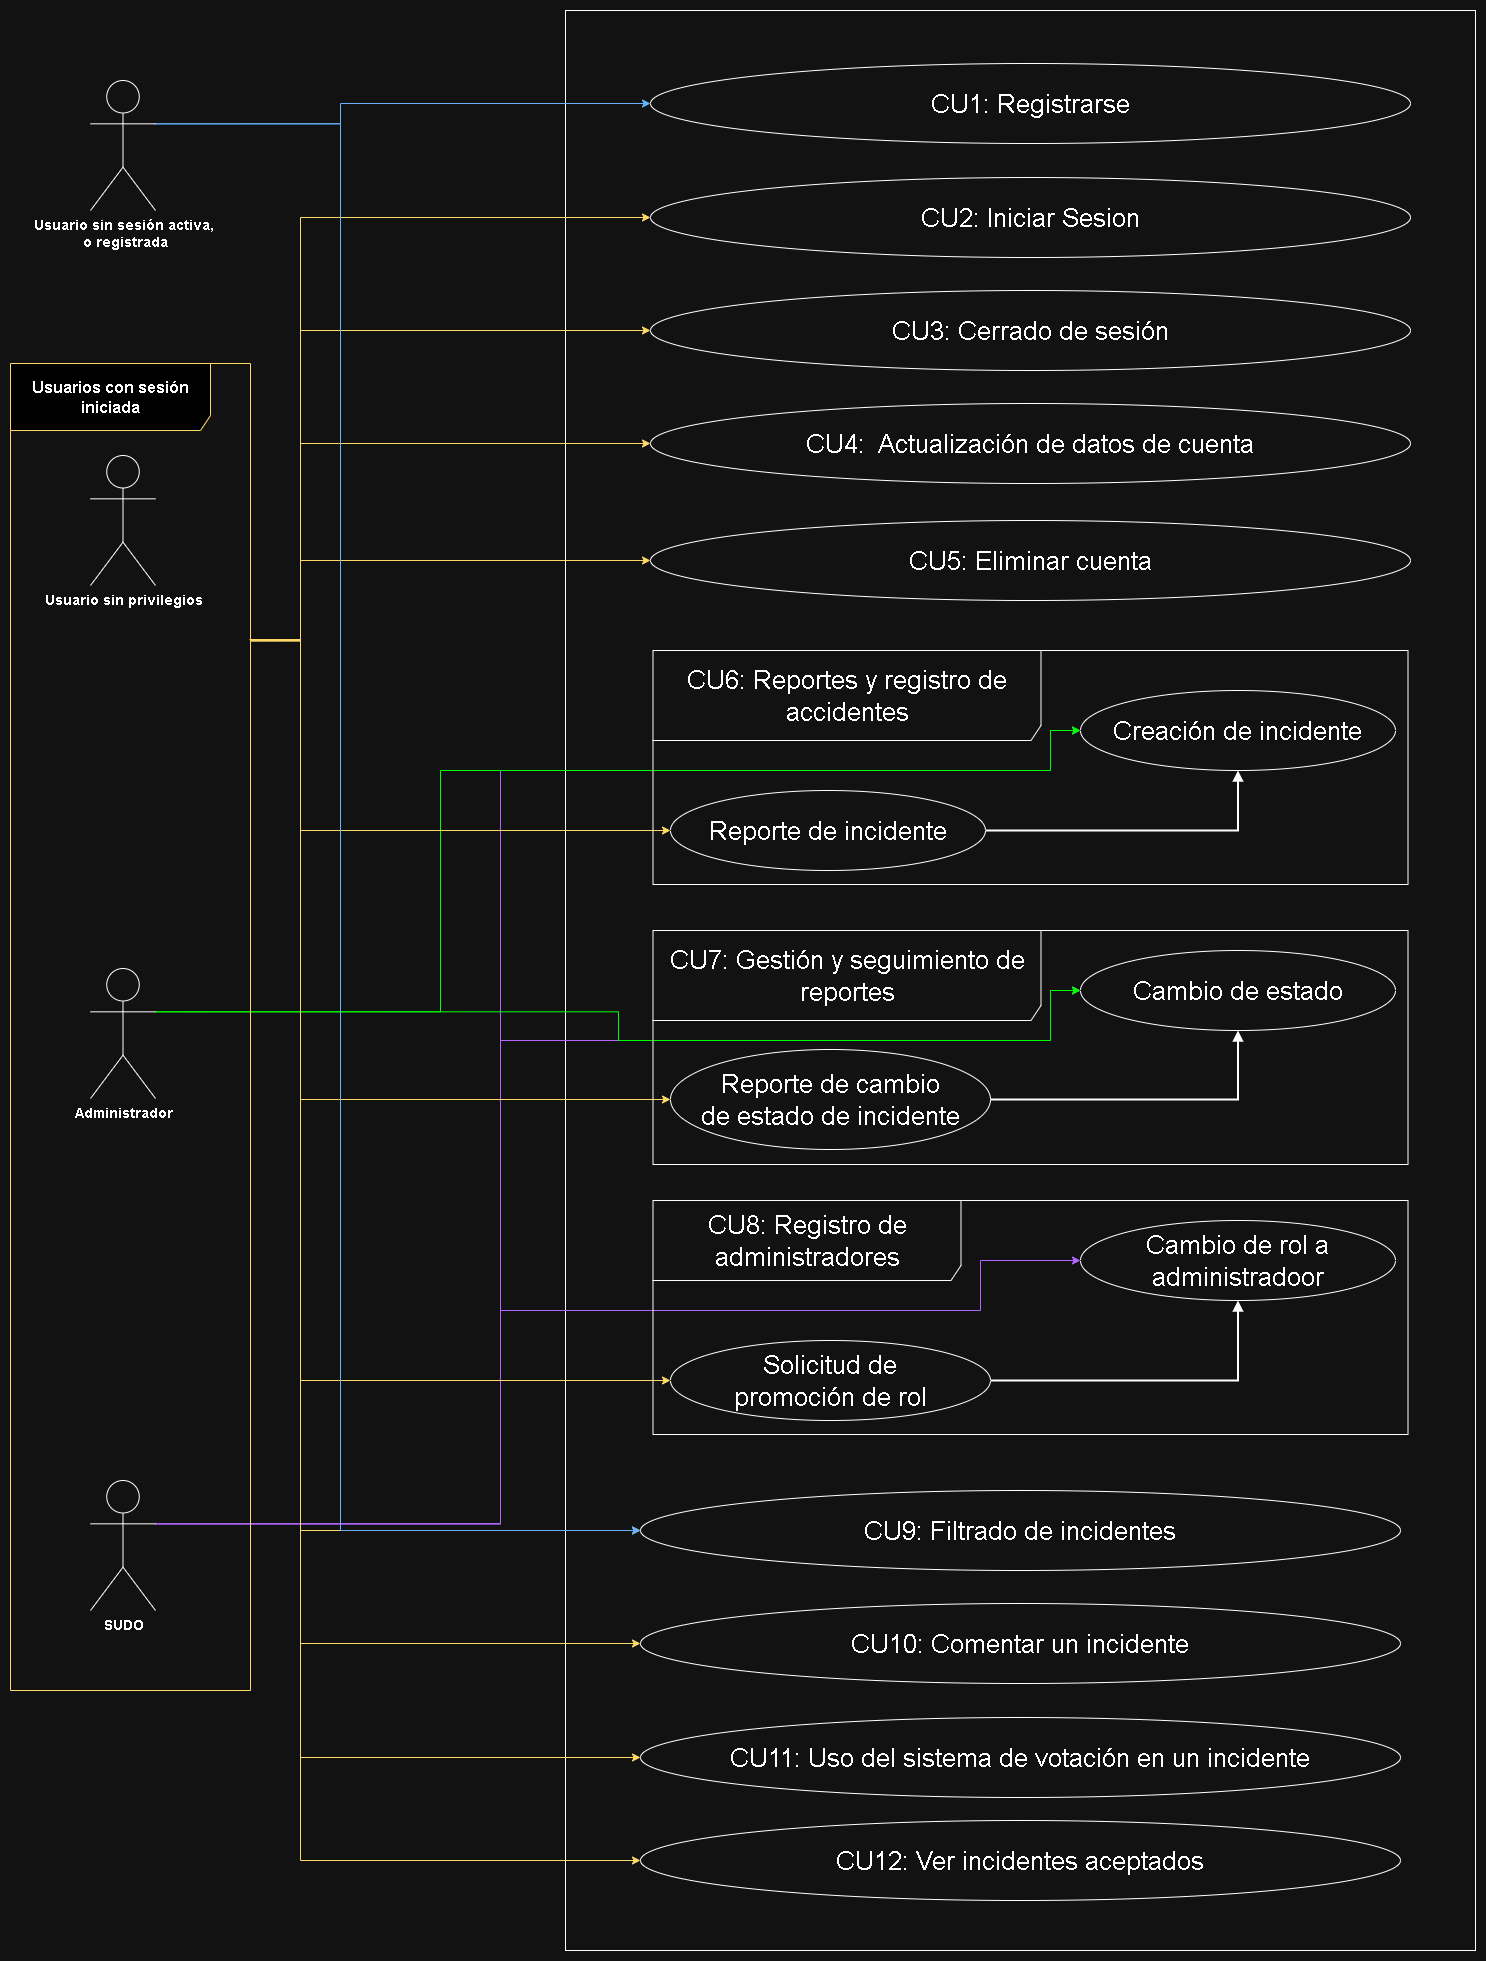 CU1: Registrarse
Usuario sin sesión activa,
o registrada
CU2: Iniciar Sesion
CU3: Cerrado de sesión
Usuarios con sesión
iniciada
CU4:  Actualización de datos de cuenta
Usuario sin privilegios
CU5: Eliminar cuenta
CU6: Reportes y registro de
accidentes
Creación de incidente
Reporte de incidente
CU7: Gestión y seguimiento de
reportes
Cambio de estado
Administrador
Reporte de cambio
de estado de incidente
CU8: Registro de
administradores
Cambio de rol a
administradoor
Solicitud de
promoción de rol
SUDO
CU9: Filtrado de incidentes
CU10: Comentar un incidente
CU11: Uso del sistema de votación en un incidente
CU12: Ver incidentes aceptados